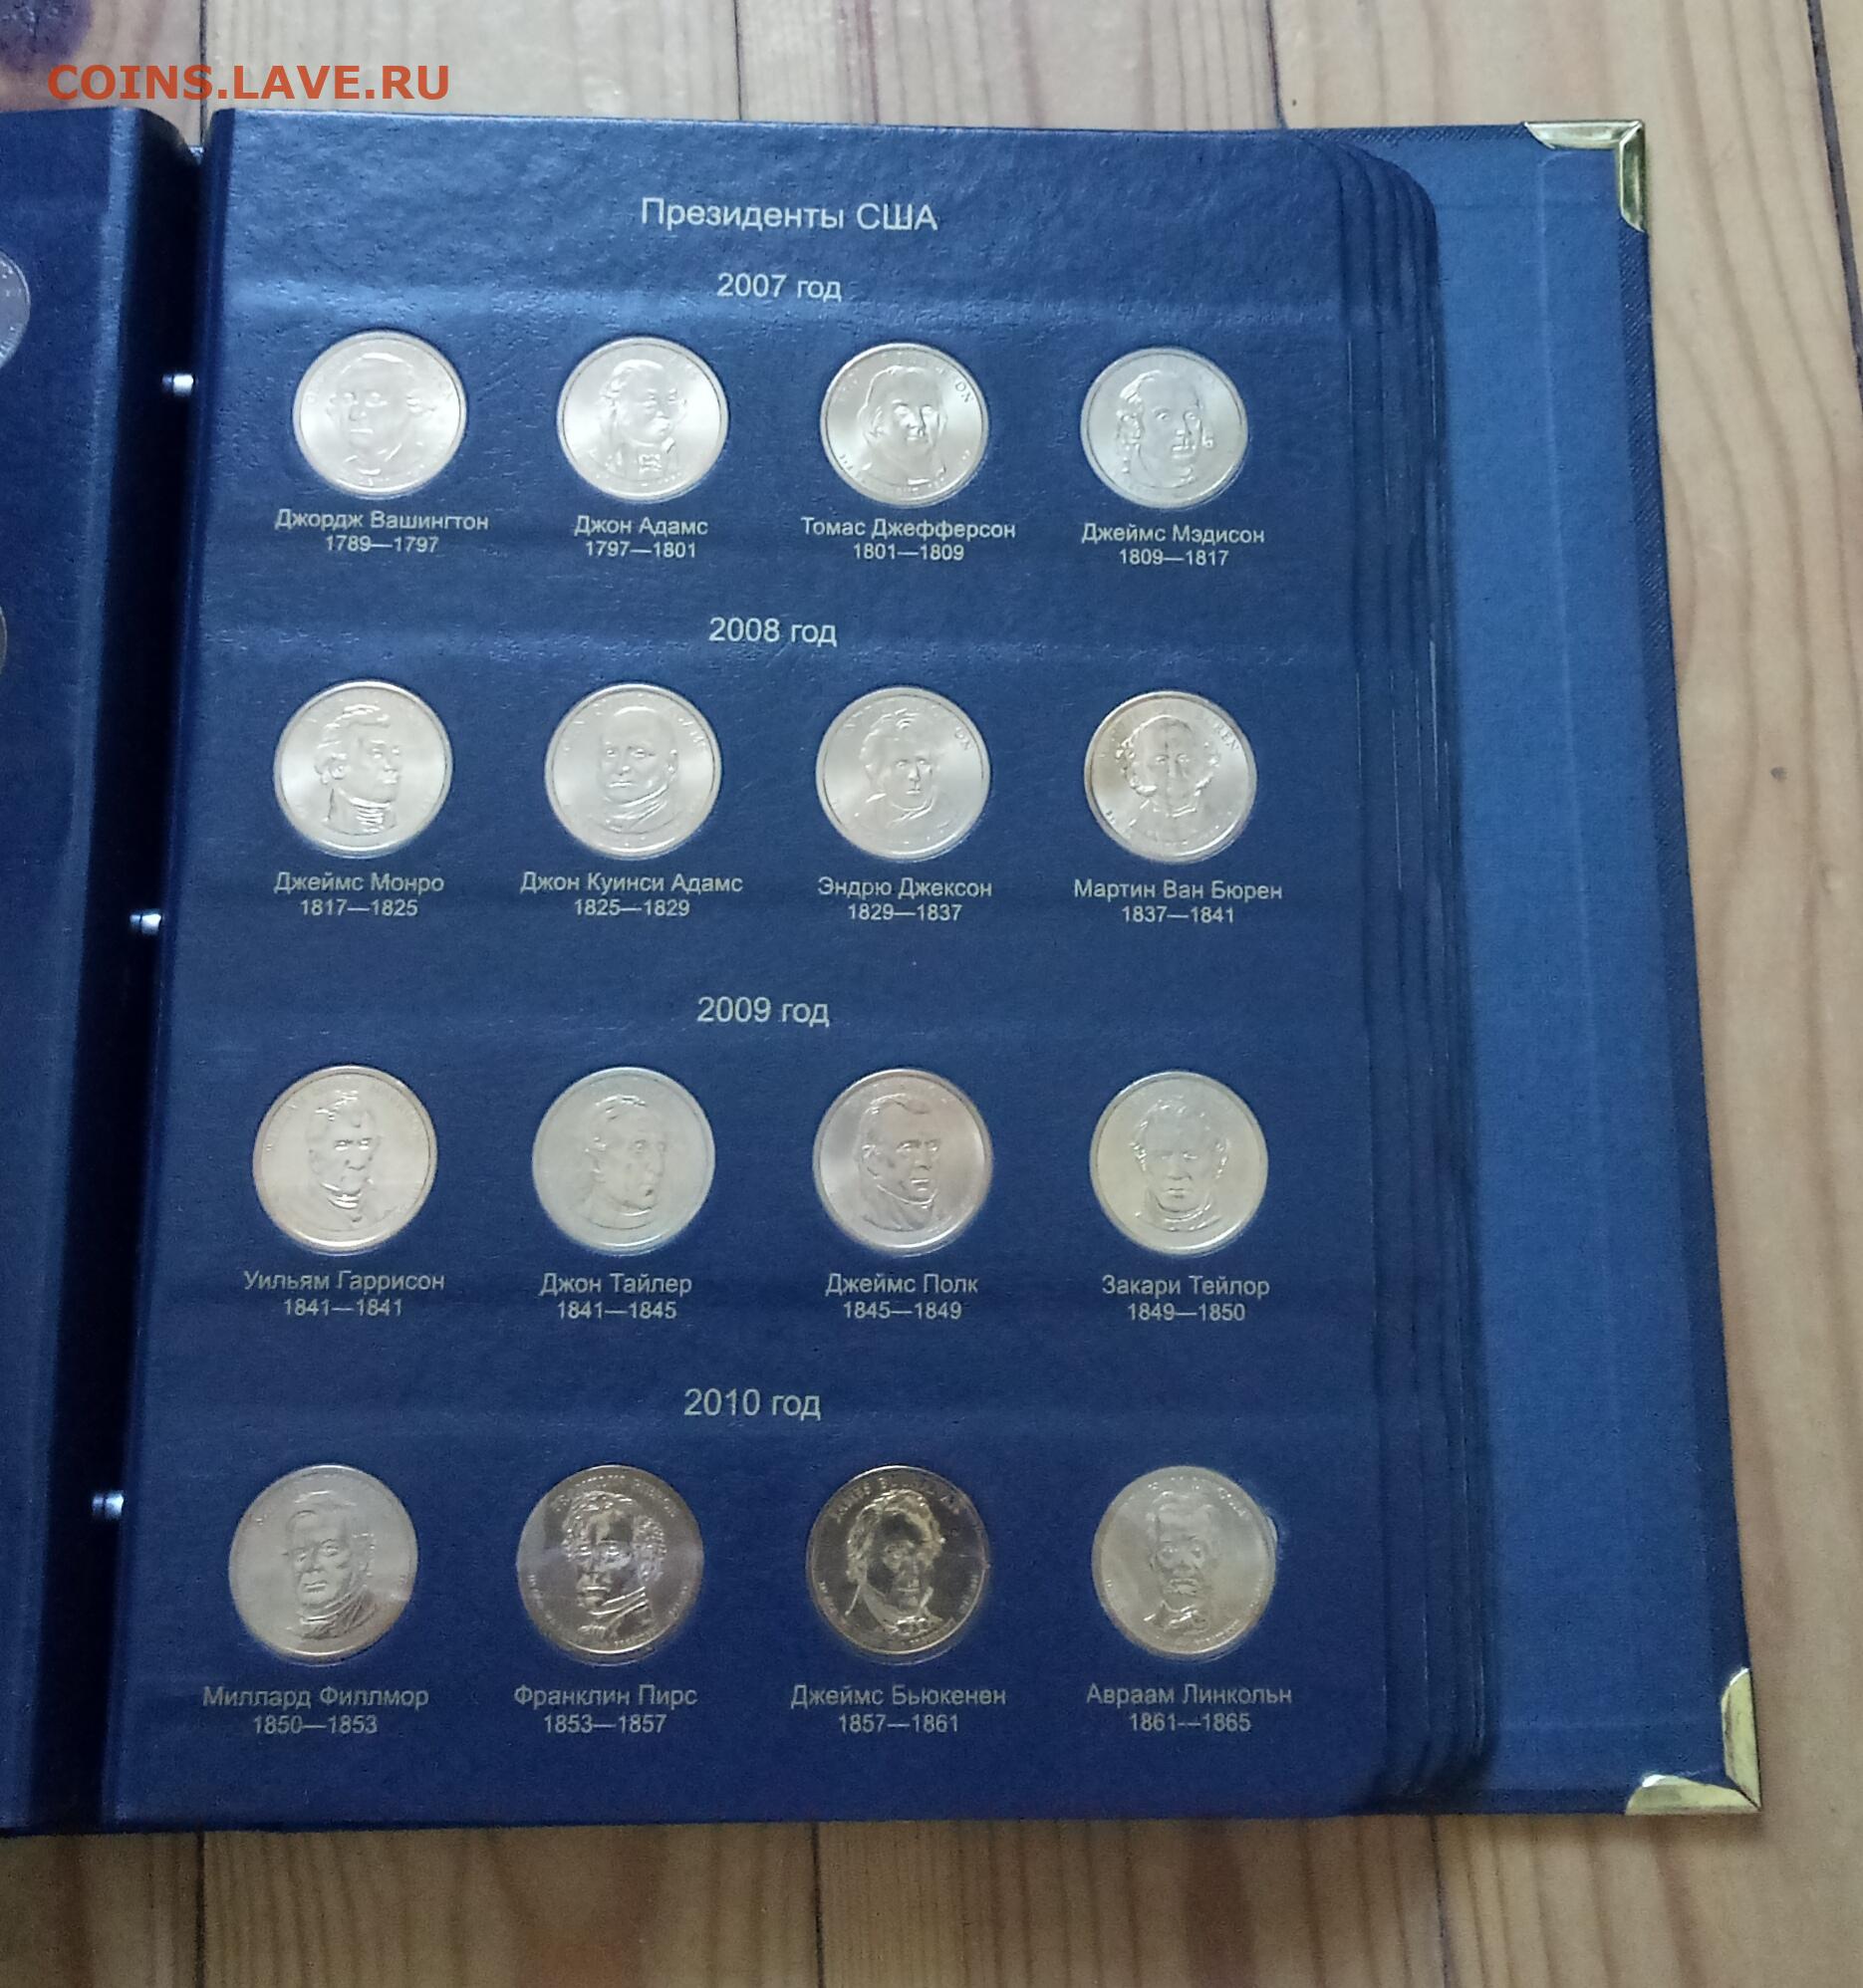 COINS.LAVE.RU
Президенты США
2007 год
Джордж Вашингтон Джон Адамс Томас Джефферсон Джеймс Мэдисон
1789—1797 1797—1801 1801—1809 1809—1817
2008 год
Джеймс Монро Джон Куинси Адамс Эндрю Джексон Мартин Ван Бюрен
1817—1825 1825—1829 1829—1837 1837—1841
2009 год
Уильям Гаррисон Джон Тайлер Джеймс Полк Закари Тейлор
1841—1841 1841—1845 1845—1849 1849—1850
2010 год
Миллард Филлмор Франклин Пирс Джеймс Бьюкенен Авраам Линкольн
1850—1853 1853—1857 1857—1861 1861—1865